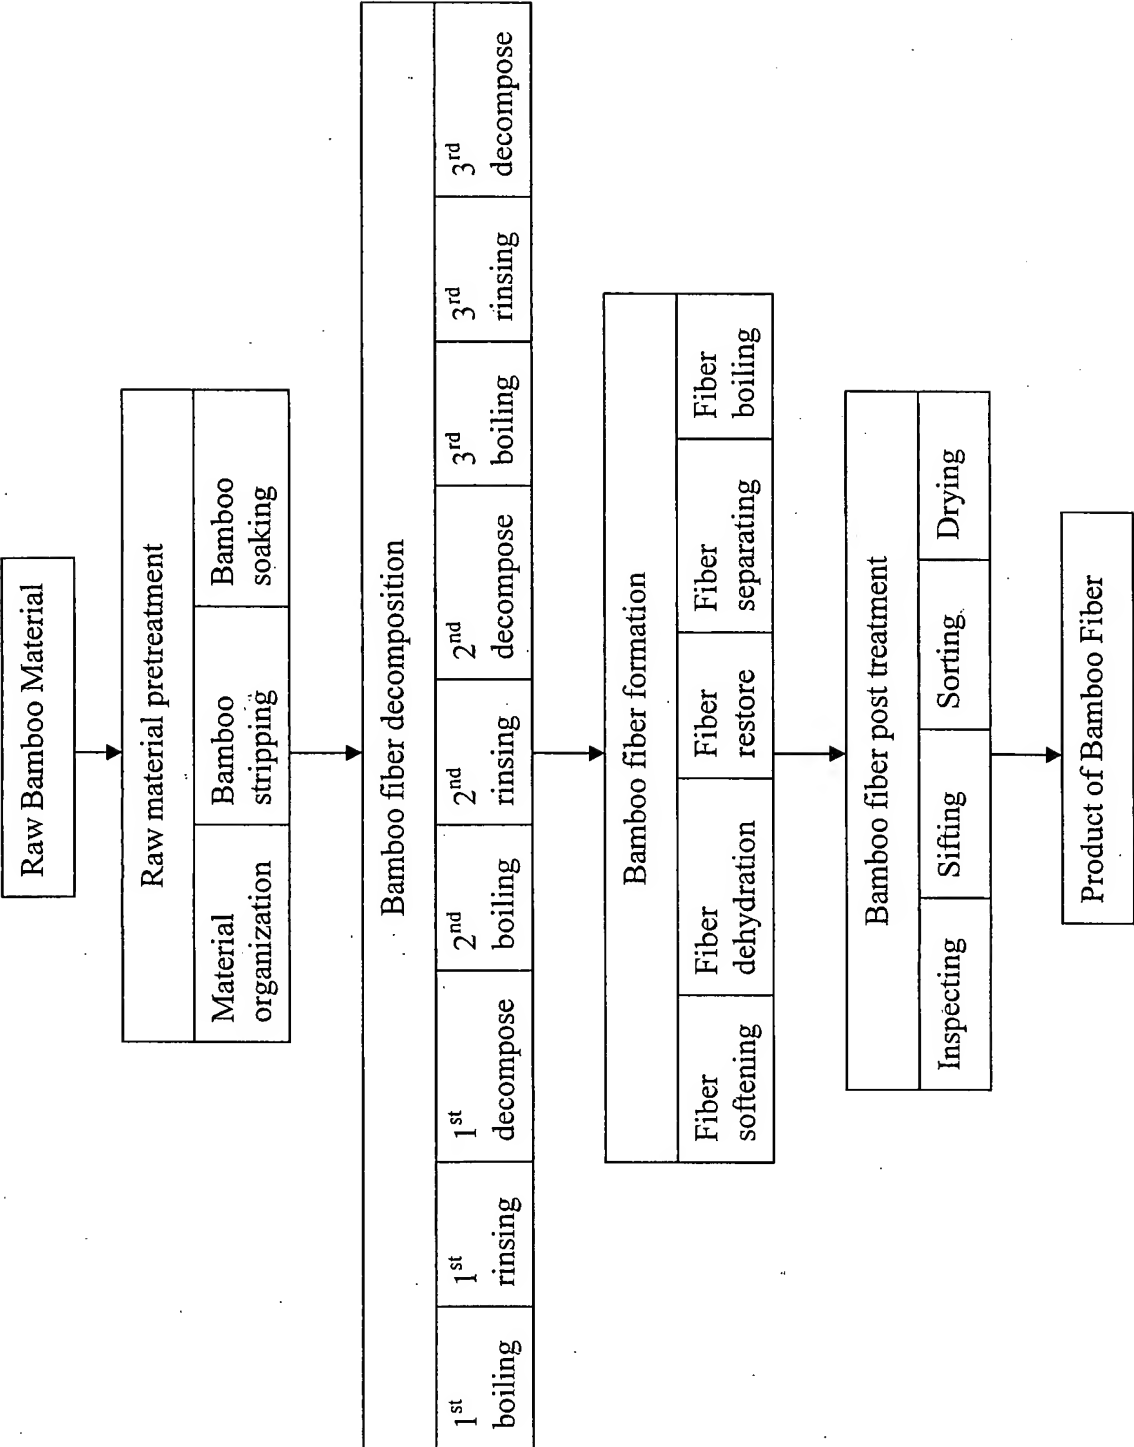 Raw Bamboo Material
Raw material pretreatment
Material
organization
Bamboo
stripping
Bamboo
soaking
Bamboo fiber decomposition
1st
boiling
1st
rinsing
1st
decompose
2nd
boiling
2nd
rinsing
2nd
decompose
3rd
boiling
3rd
rinsing
3rd
decompose
Bamboo fiber formation
Fiber
softening
Fiber
dehydration
Fiber
restore
Fiber
separating
Fiber
boiling
Bamboo fiber post treatment
Inspecting
Sifting
Sorting
Drying
Product of Bamboo Fiber